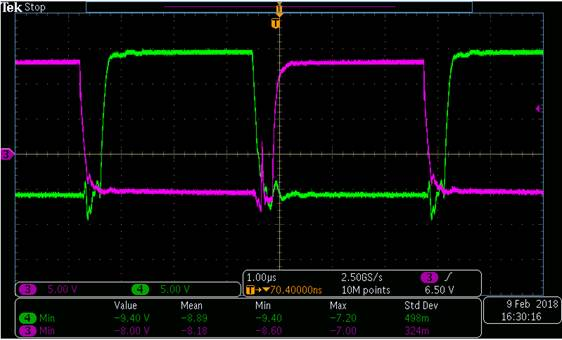 Tek Stop
T
T
3
3 5.00 V 4 5.00 V
1.00µs 2.50GS/s 3
T→▼70.40000ns 10M points 6.50 V
Value Mean Min Max Std Dev
4 Min -9.40 V -8.89 -9.40 -7.20 498m
3 Min -8.00 V -8.18 -8.60 -7.00 324m
9 Feb 2018
16:30:16